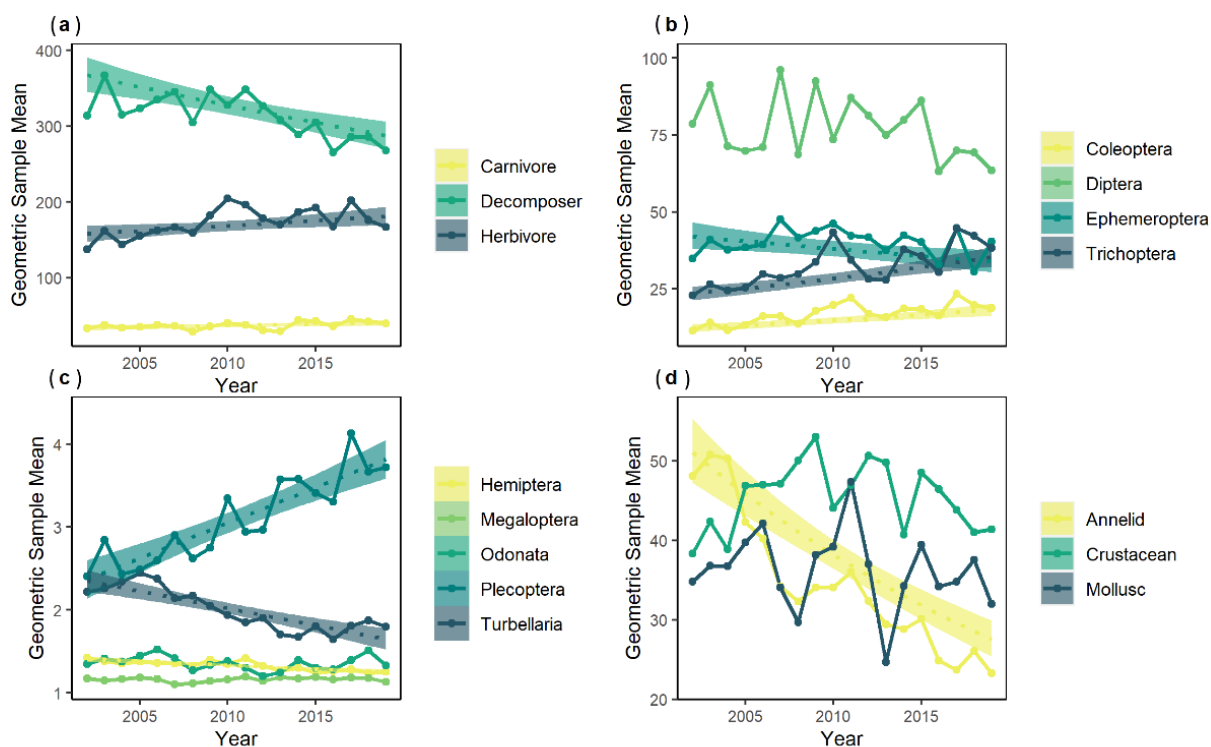 (a)
Geometric Sample Mean
400
300
200
100
2005 2010 2015
Year
Carnivore
Decomposer
Herbivore
(b)
Geometric Sample Mean
100
75
50
25
2005 2010 2015
Year
Coleoptera
Diptera
Ephemeroptera
Trichoptera
(c)
Geometric Sample Mean
4
3
2
1
2005 2010 2015
Year
Hemiptera
Megaloptera
Odonata
Plecoptera
Turbellaria
(d)
Geometric Sample Mean
50
40
30
20
2005 2010 2015
Year
Annelid
Crustacean
Mollusc